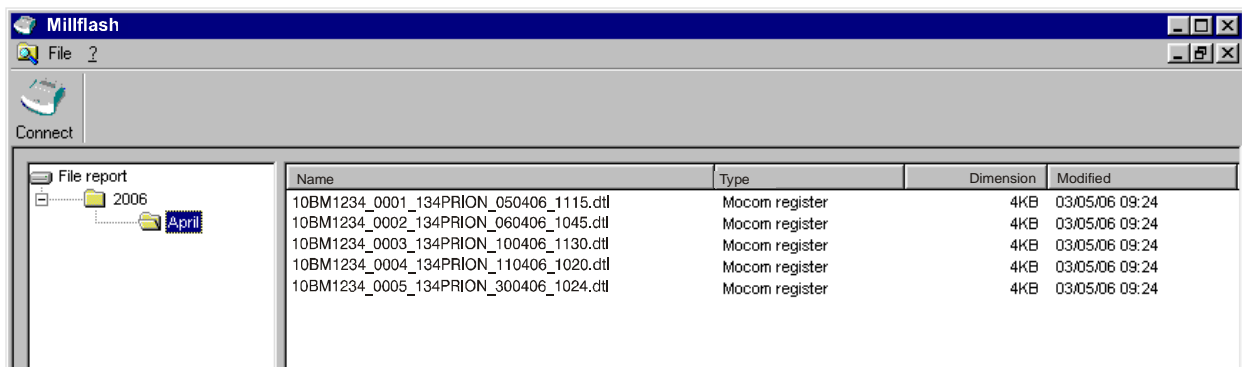 Millflash
File ?
Connect
File report
2006
April
Name Type Dimension Modified
10BM1234_0001_134PRION_050406_1115.dtl Mocom register 4KB 03/05/06 09:24
10BM1234_0002_134PRION_060406_1045.dtl Mocom register 4KB 03/05/06 09:24
10BM1234_0003_134PRION_100406_1130.dtl Mocom register 4KB 03/05/06 09:24
10BM1234_0004_134PRION_110406_1020.dtl Mocom register 4KB 03/05/06 09:24
10BM1234_0005_134PRION_300406_1024.dtl Mocom register 4KB 03/05/06 09:24